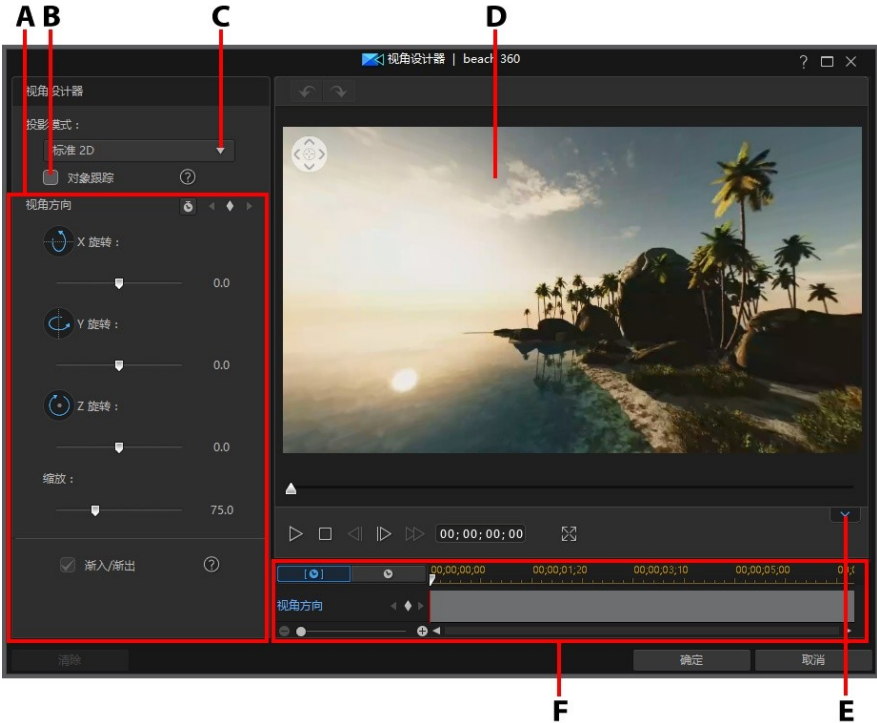 A B C D
视角设计器 | beach 360
?
视角设计器
投影模式：
标准 2D
对象跟踪 ?
视角方向
X 旋转：
0.0
Y 旋转：
0.0
Z 旋转：
0.0
缩放：
75.0
渐入/渐出 ?
00;00;00;00
00;00;00;00 00;00;01;20 00;00;03;10 00;00;05;00
视角方向
清除 确定 取消
F E